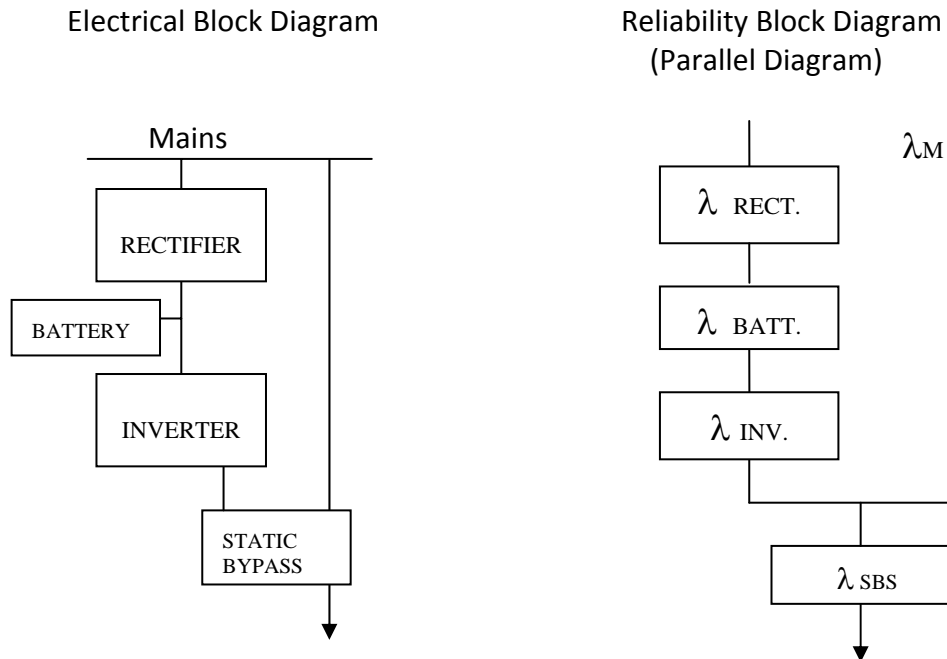 Electrical Block Diagram
Mains
RECTIFIER
BATTERY
INVERTER
STATIC
BYPASS
Reliability Block Diagram
(Parallel Diagram)
λM
λ RECT.
λ BATT.
λ INV.
λ SBS